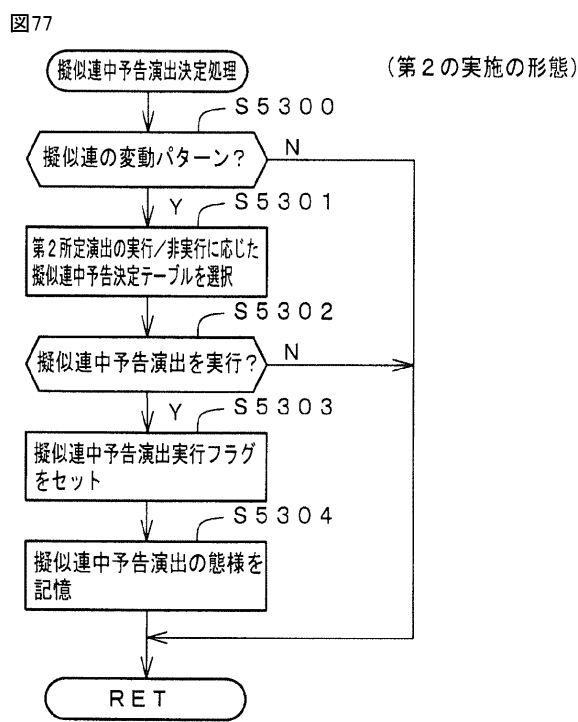 図77
擬似連中予告演出決定処理
(第2の実施の形態)
S5300
擬似連の変動パターン?
N
Y
S5301
第2所定演出の実行/非実行に応じた
擬似連中予告決定テーブルを選択
S5302
擬似連中予告演出を実行?
N
Y
S5303
擬似連中予告演出実行フラグ
をセット
S5304
擬似連中予告演出の態様を
記憶
RET